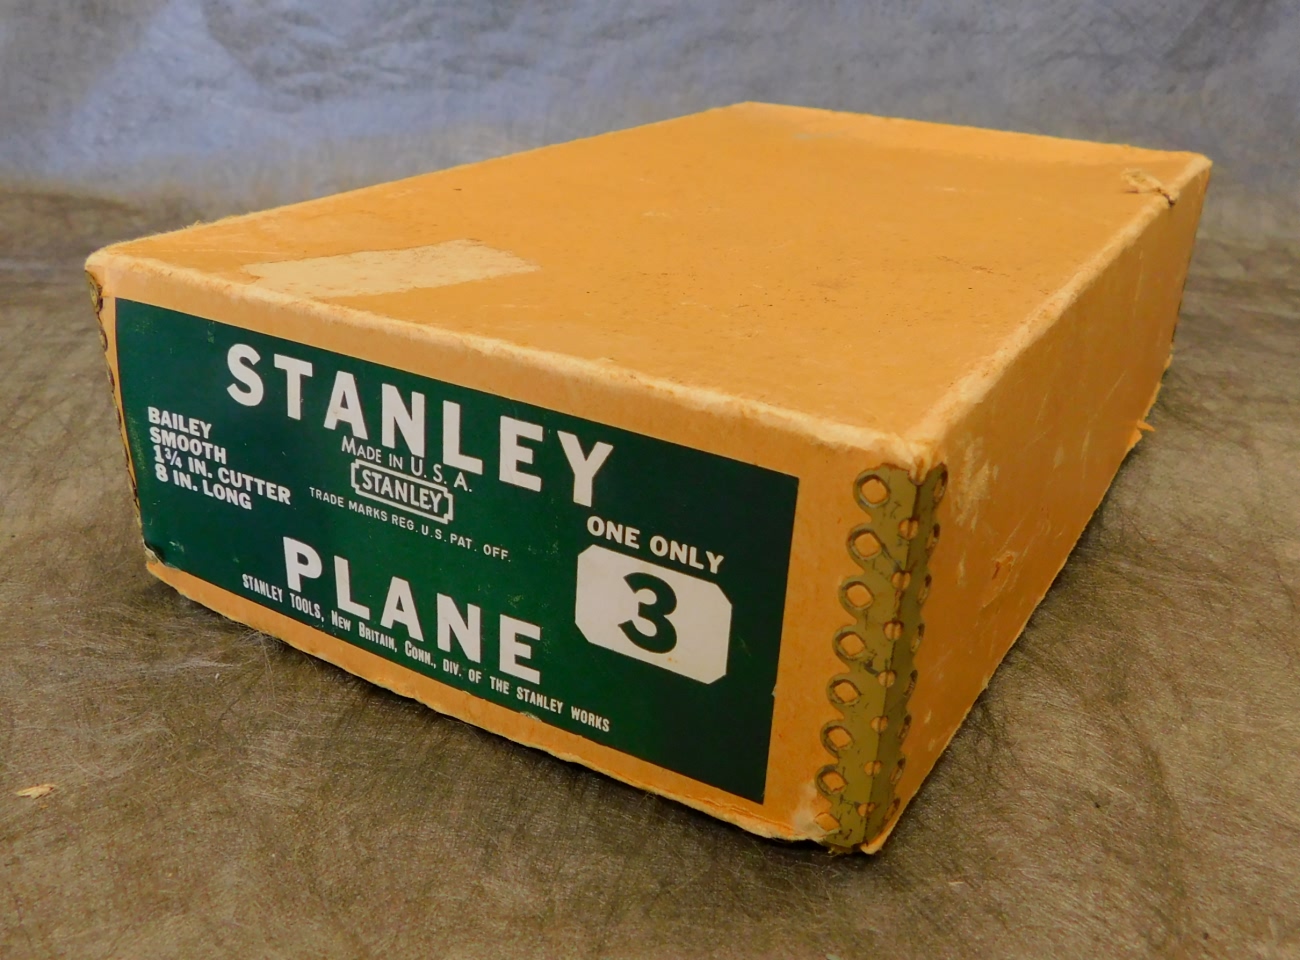 STANLEY
BAILEY
SMOOTH
1¾ IN. CUTTER
8 IN. LONG
MADE IN U. S. A.
STANLEY
TRADE MARKS REG. U.S. PAT. OFF.
ONE ONLY
3
PLANE
STANLEY TOOLS, NEW BRITAIN, CONN., DIV. OF THE STANLEY WORKS